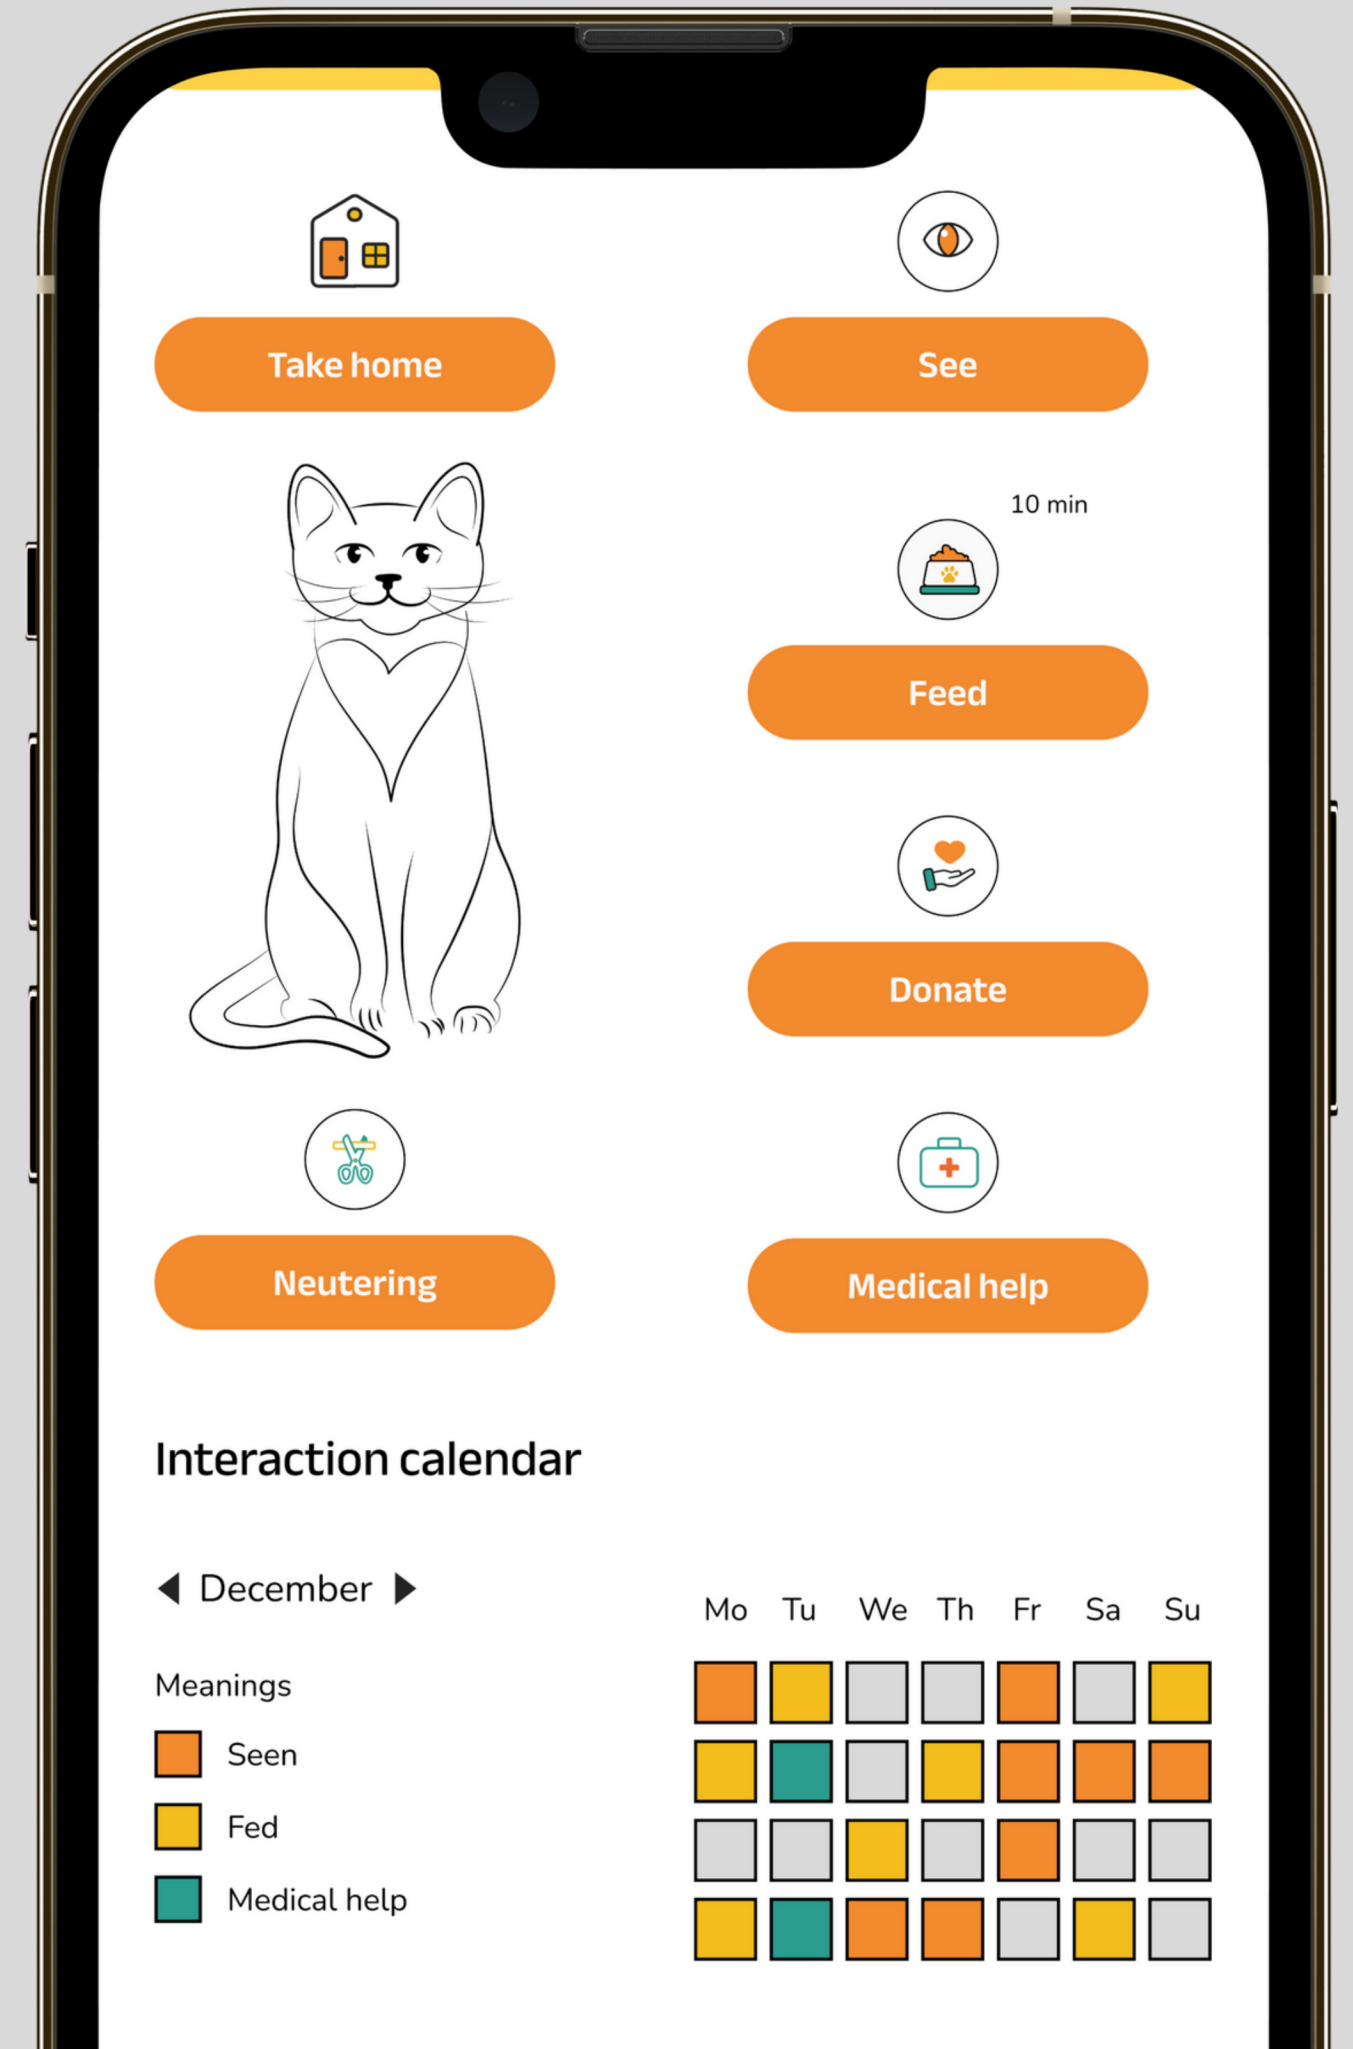 Take home
See
10 min
Feed
Donate
Neutering
Medical help
Interaction calendar
December
Mo Tu We Th Fr Sa Su
Meanings
Seen
Fed
Medical help